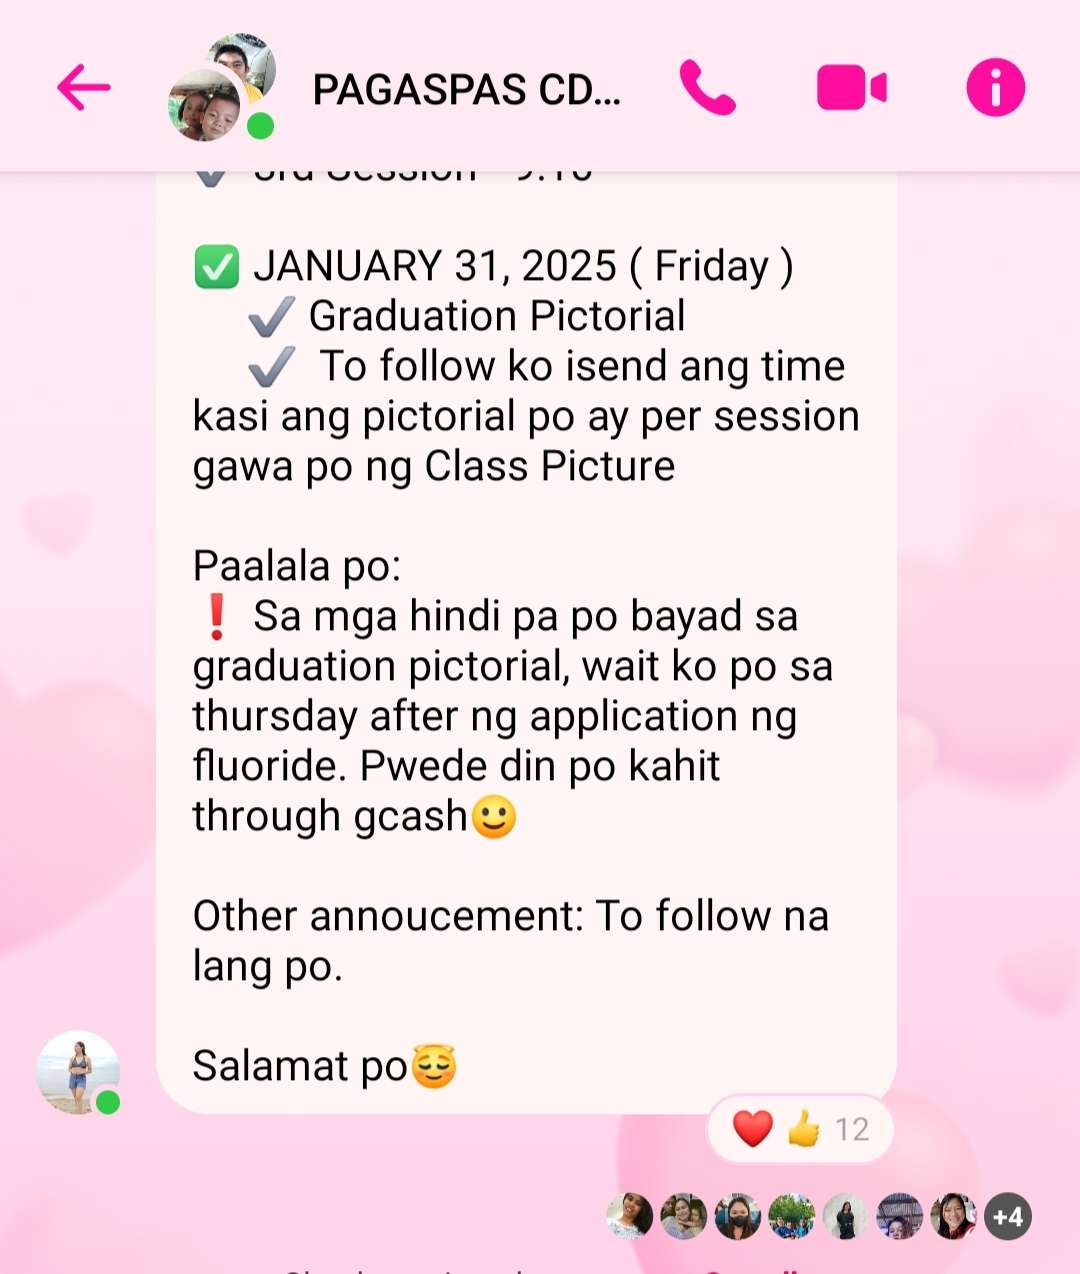 PAGASPAS CD...
3rd Session - 9:10
✅ JANUARY 31, 2025 ( Friday )
✔ Graduation Pictorial
✔ To follow ko isend ang time
kasi ang pictorial po ay per session
gawa po ng Class Picture
Paalala po:
❗ Sa mga hindi pa po bayad sa
graduation pictorial, wait ko po sa
thursday after ng application ng
fluoride. Pwede din po kahit
through gcash🙂
Other annoucement: To follow na
lang po.
Salamat po😇
12
+4